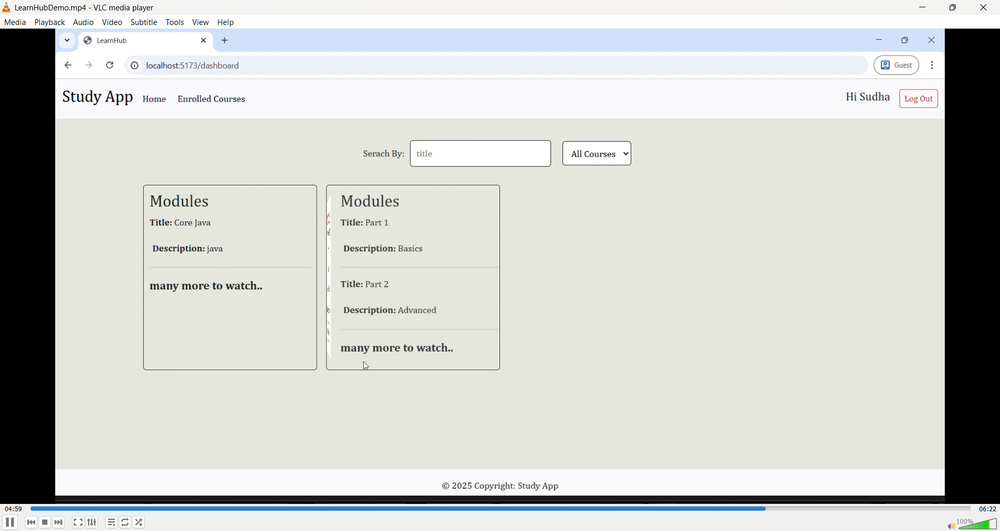 LearnHubDemo.mp4 - VLC media player
Media Playback Audio Video Subtitle Tools View Help
LearnHub
localhost:5173/dashboard
Guest
Study App Home Enrolled Courses
Hi Sudha Log Out
Serach By: title All Courses
Modules
Title: Core Java
Description: java
many more to watch..
Modules
Title: Part 1
Description: Basics
Title: Part 2
Description: Advanced
many more to watch..
© 2025 Copyright: Study App
04:59 06:22
100%